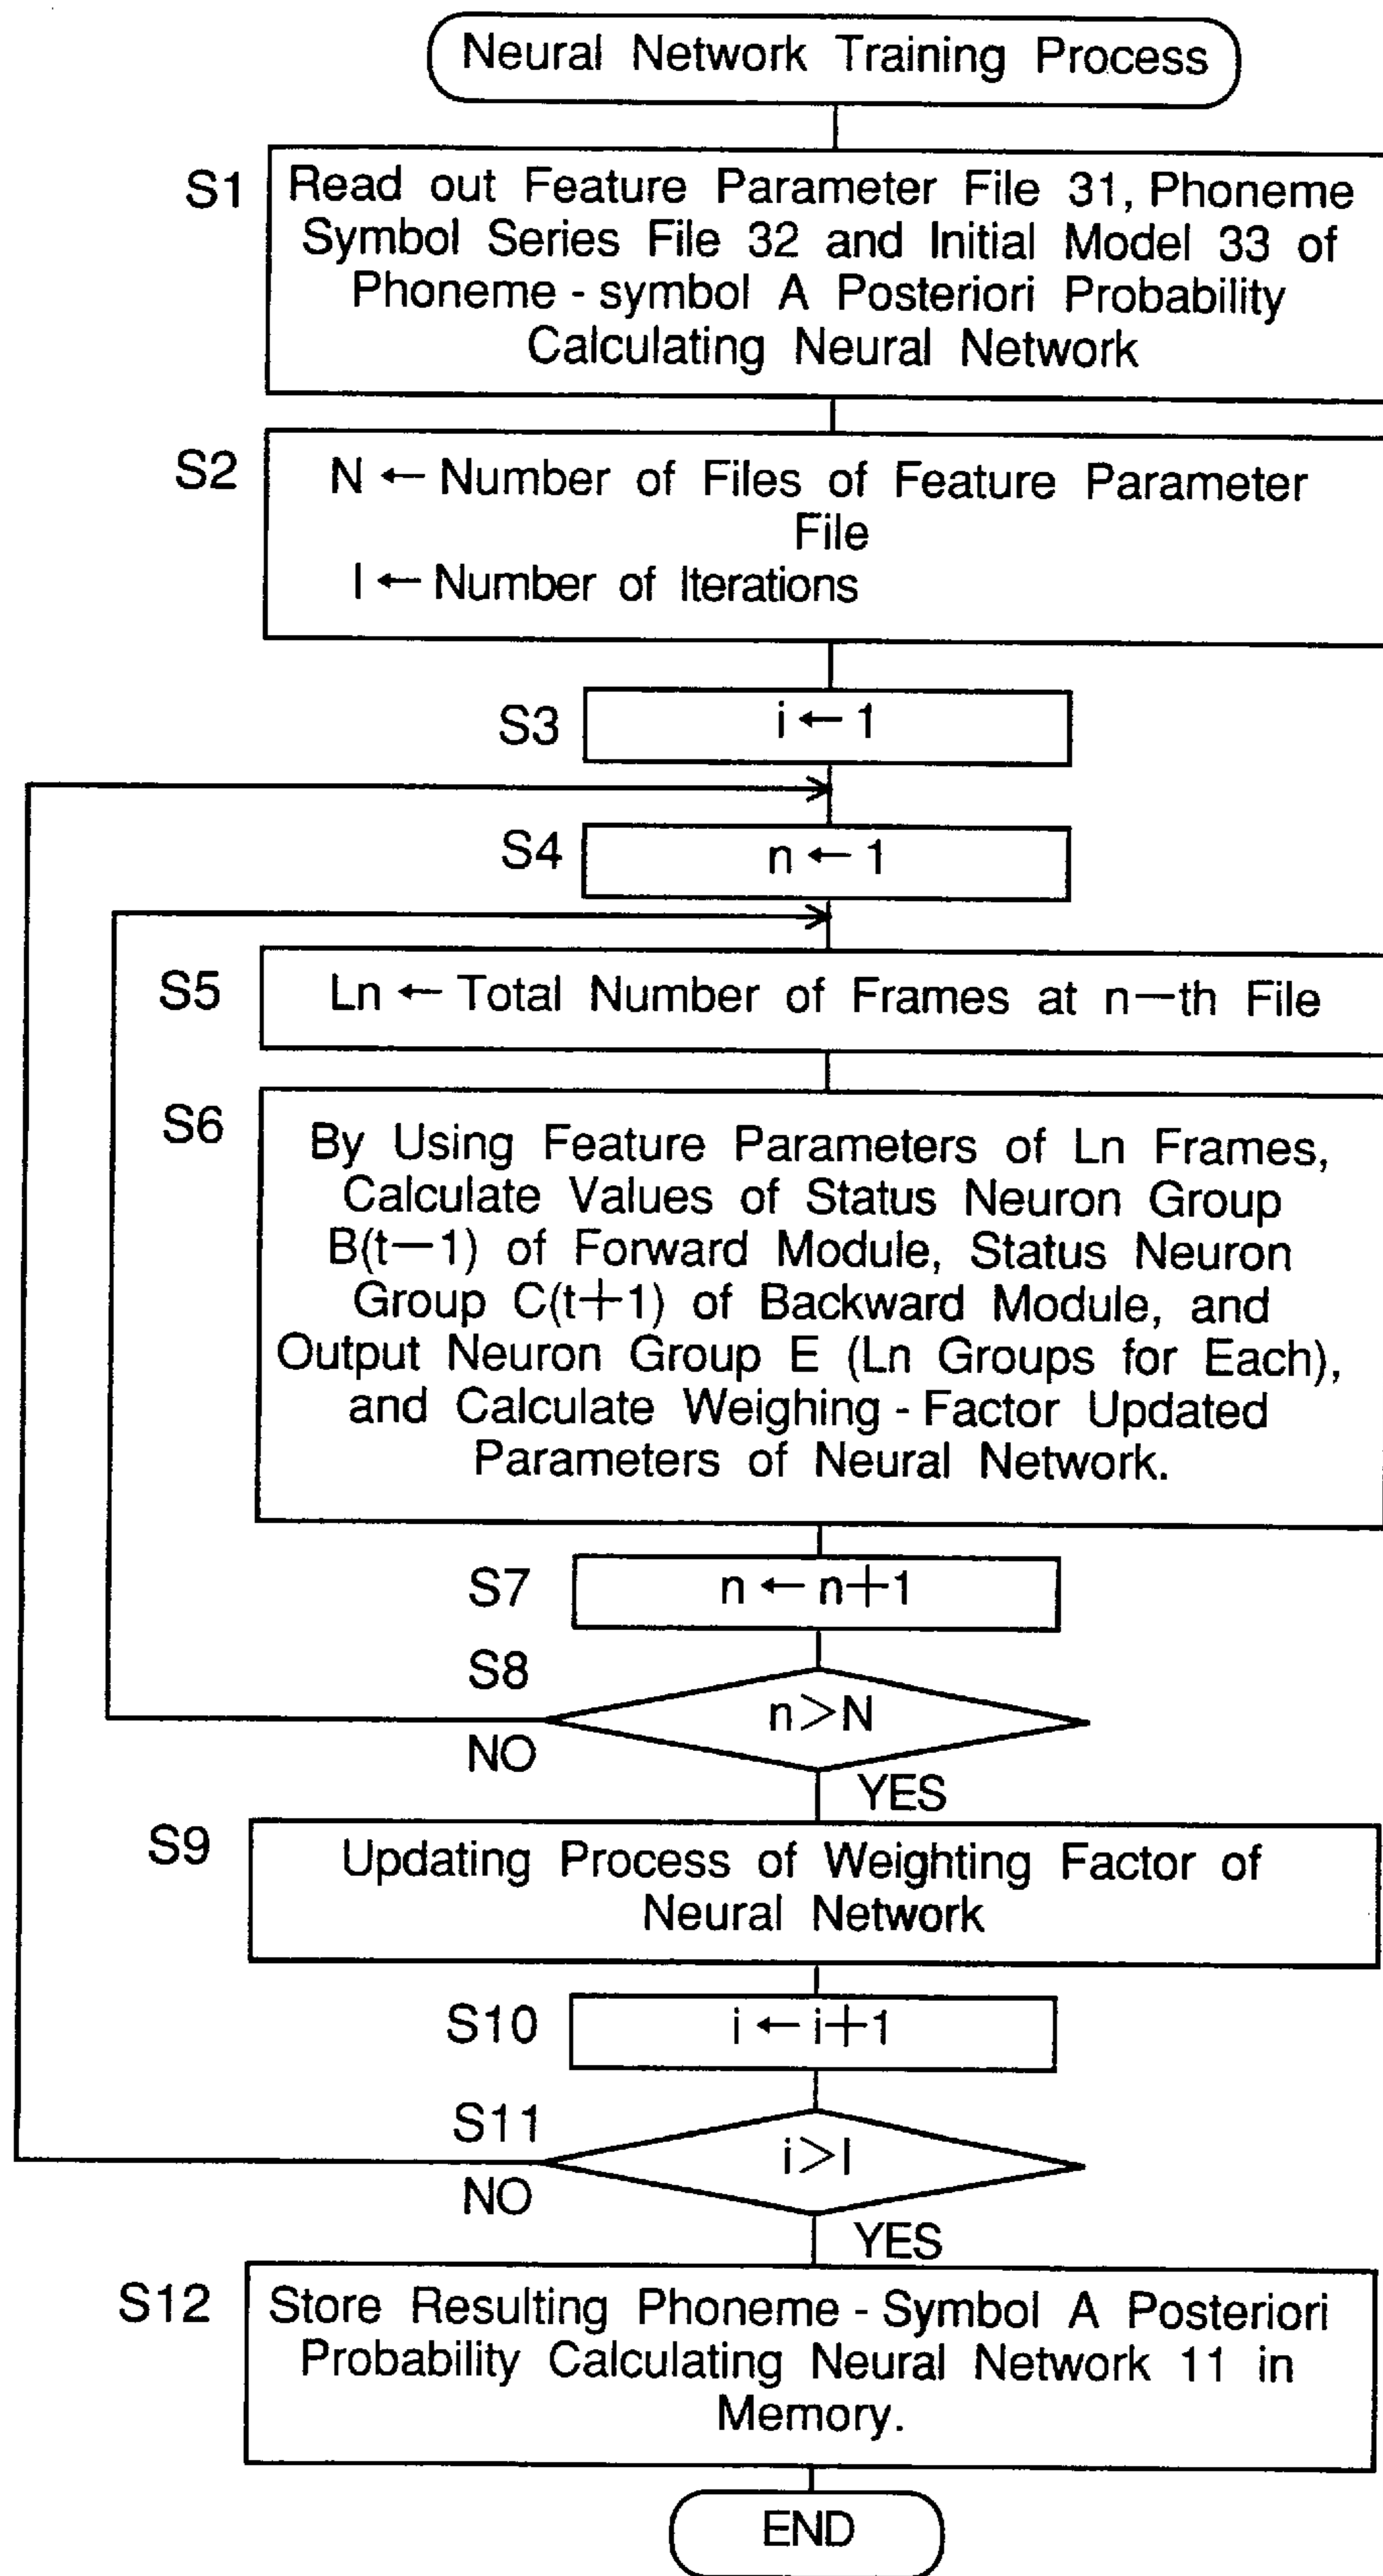 Neural Network Training Process
S1
Read out Feature Parameter File 31, Phoneme
Symbol Series File 32 and Initial Model 33 of
Phoneme - symbol A Posteriori Probability
Calculating Neural Network
S2
N ← Number of Files of Feature Parameter
File
I ← Number of Iterations
S3
i ← 1
S4
n ← 1
S5
Ln ← Total Number of Frames at n—th File
S6
By Using Feature Parameters of Ln Frames,
Calculate Values of Status Neuron Group
B(t—1) of Forward Module, Status Neuron
Group C(t+1) of Backward Module, and
Output Neuron Group E (Ln Groups for Each),
and Calculate Weighing - Factor Updated
Parameters of Neural Network.
S7
n ← n+1
S8
n>N
NO
YES
S9
Updating Process of Weighting Factor of
Neural Network
S10
i ← i+1
S11
i>I
NO
YES
S12
Store Resulting Phoneme - Symbol A Posteriori
Probability Calculating Neural Network 11 in
Memory.
END